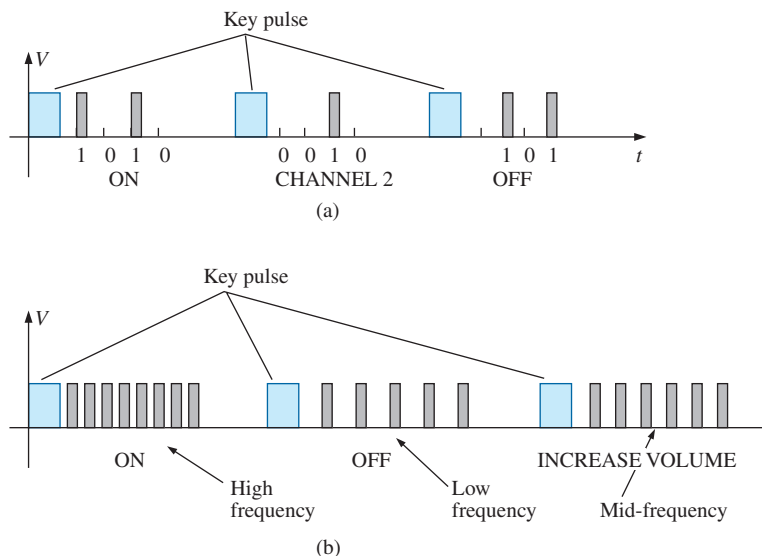 Key pulse
V
1 0 1 0 0 0 1 0 1 0 1 t
ON CHANNEL 2 OFF
(a)
Key pulse
V
ON OFF INCREASE VOLUME
High frequency
Low frequency
Mid-frequency
(b)